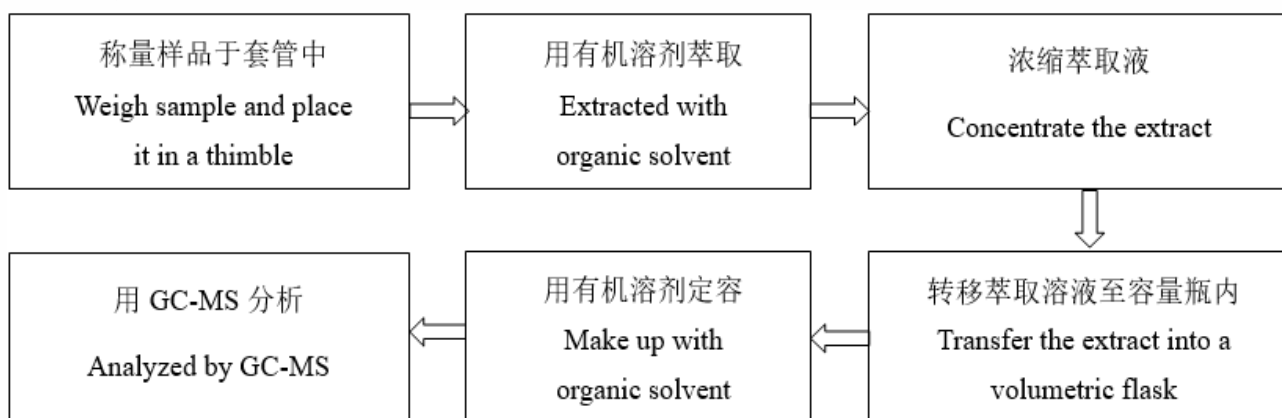 称量样品于套管中
Weigh sample and place
it in a thimble
用有机溶剂萃取
Extracted with
organic solvent
浓缩萃取液
Concentrate the extract
转移萃取溶液至容量瓶内
Transfer the extract into a
volumetric flask
用有机溶剂定容
Make up with
organic solvent
用 GC-MS 分析
Analyzed by GC-MS